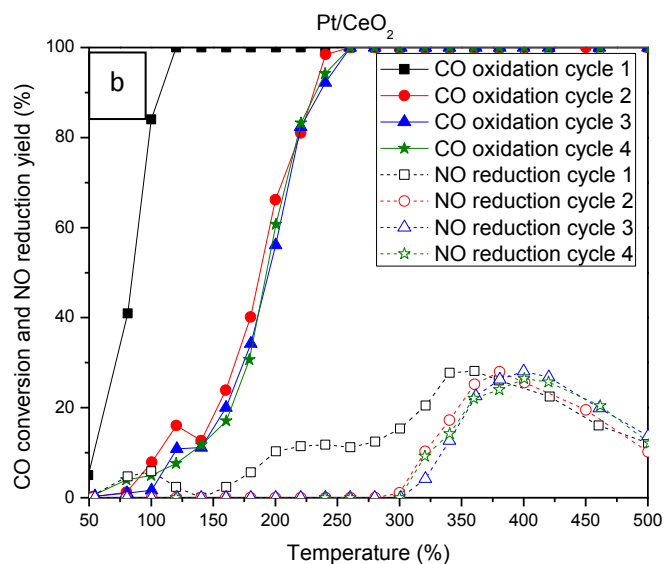 Pt/CeO₂
b
CO oxidation cycle 1
CO oxidation cycle 2
CO oxidation cycle 3
CO oxidation cycle 4
NO reduction cycle 1
NO reduction cycle 2
NO reduction cycle 3
NO reduction cycle 4
CO conversion and NO reduction yield (%)
100
80
60
40
20
0
50 100 150 200 250 300 350 400 450 500
Temperature (%)